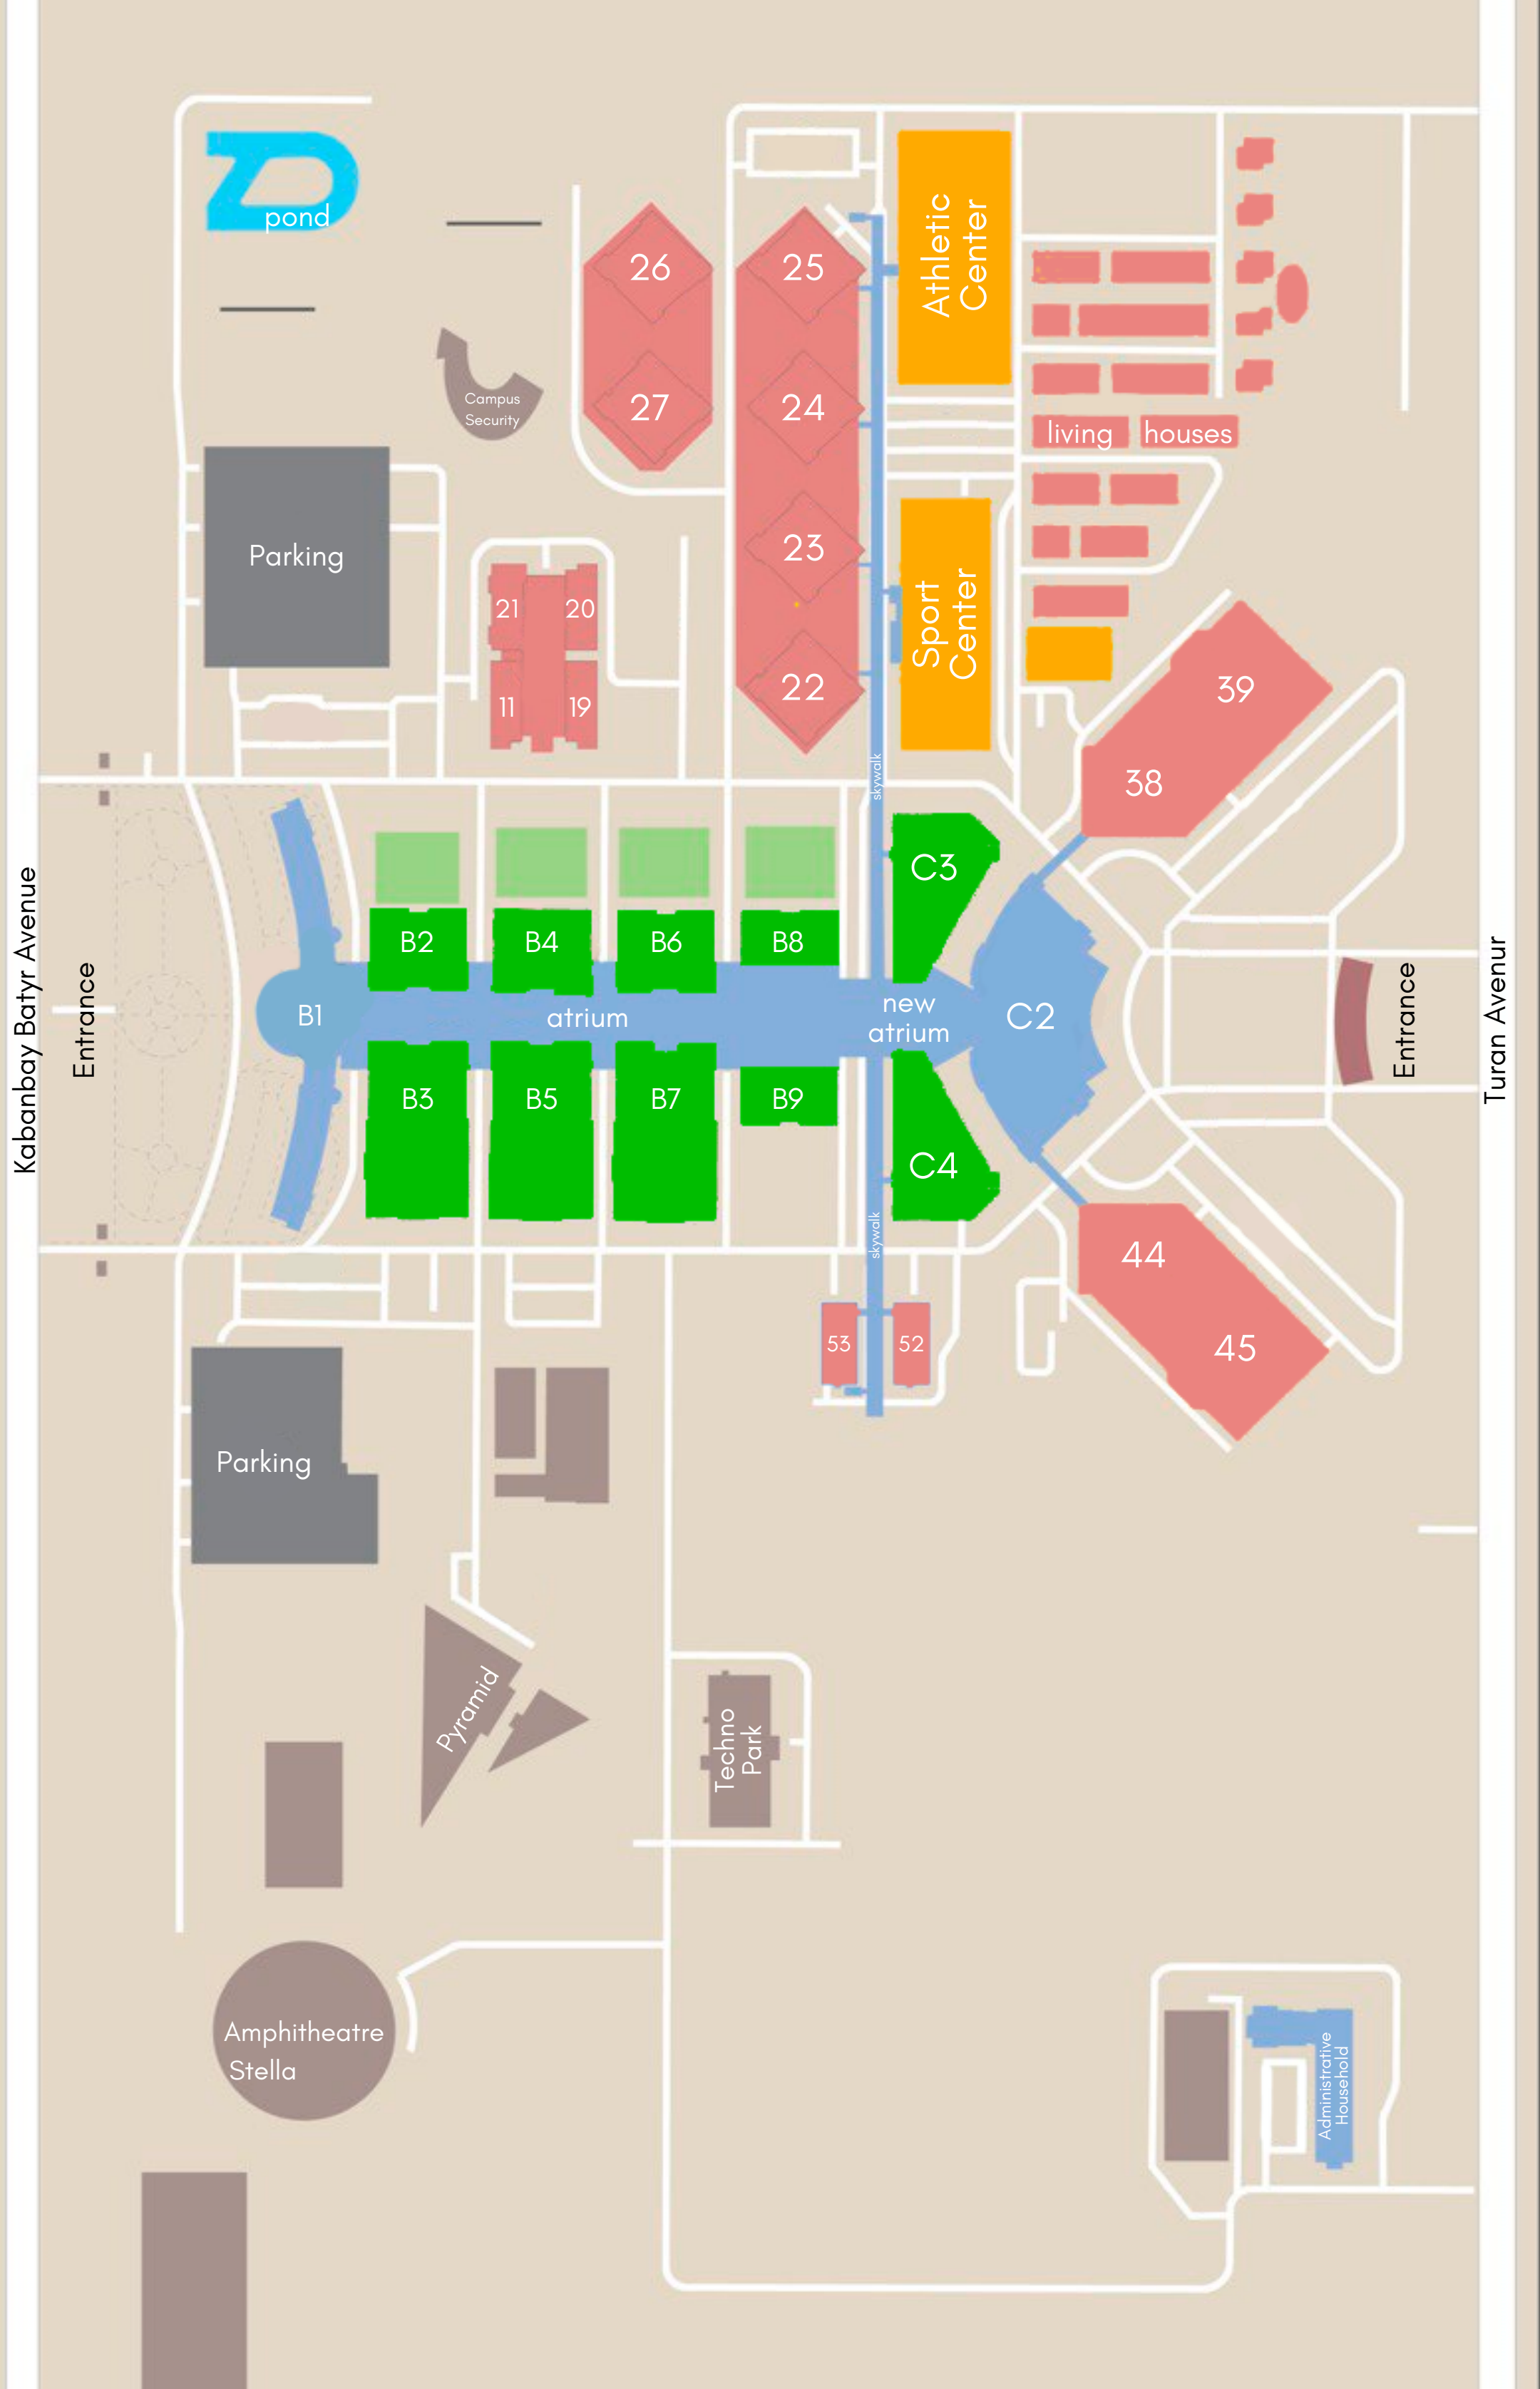 pond
26
25
Athletic
Center
27
24
Campus
Security
living
houses
Parking
23
21
20
Sport
Center
22
11
19
39
38
skywalk
C3
Kabanbay Batyr Avenue
Entrance
B2
B4
B6
B8
B1
atrium
new
atrium
C2
Entrance
Turan Avenur
B3
B5
B7
B9
C4
skywalk
44
53
52
45
Parking
Pyramid
Techno
Park
Amphitheatre
Stella
Administrative
Household